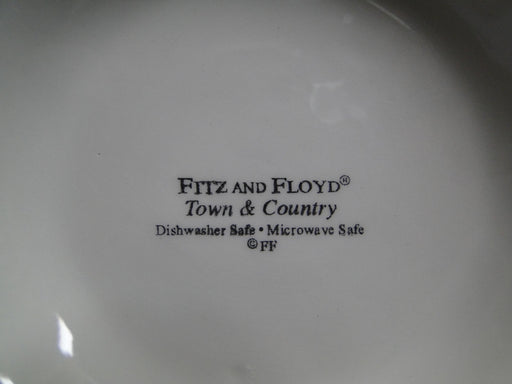 FITZ AND FLOYD®
Town & Country
Dishwasher Safe • Microwave Safe
© FF